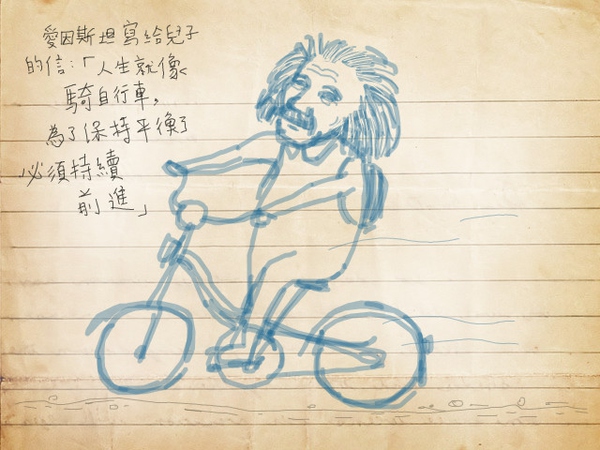 愛因斯坦寫給兒子
的信：「人生就像
騎自行車，
為了保持平衡
必須持續
前進」